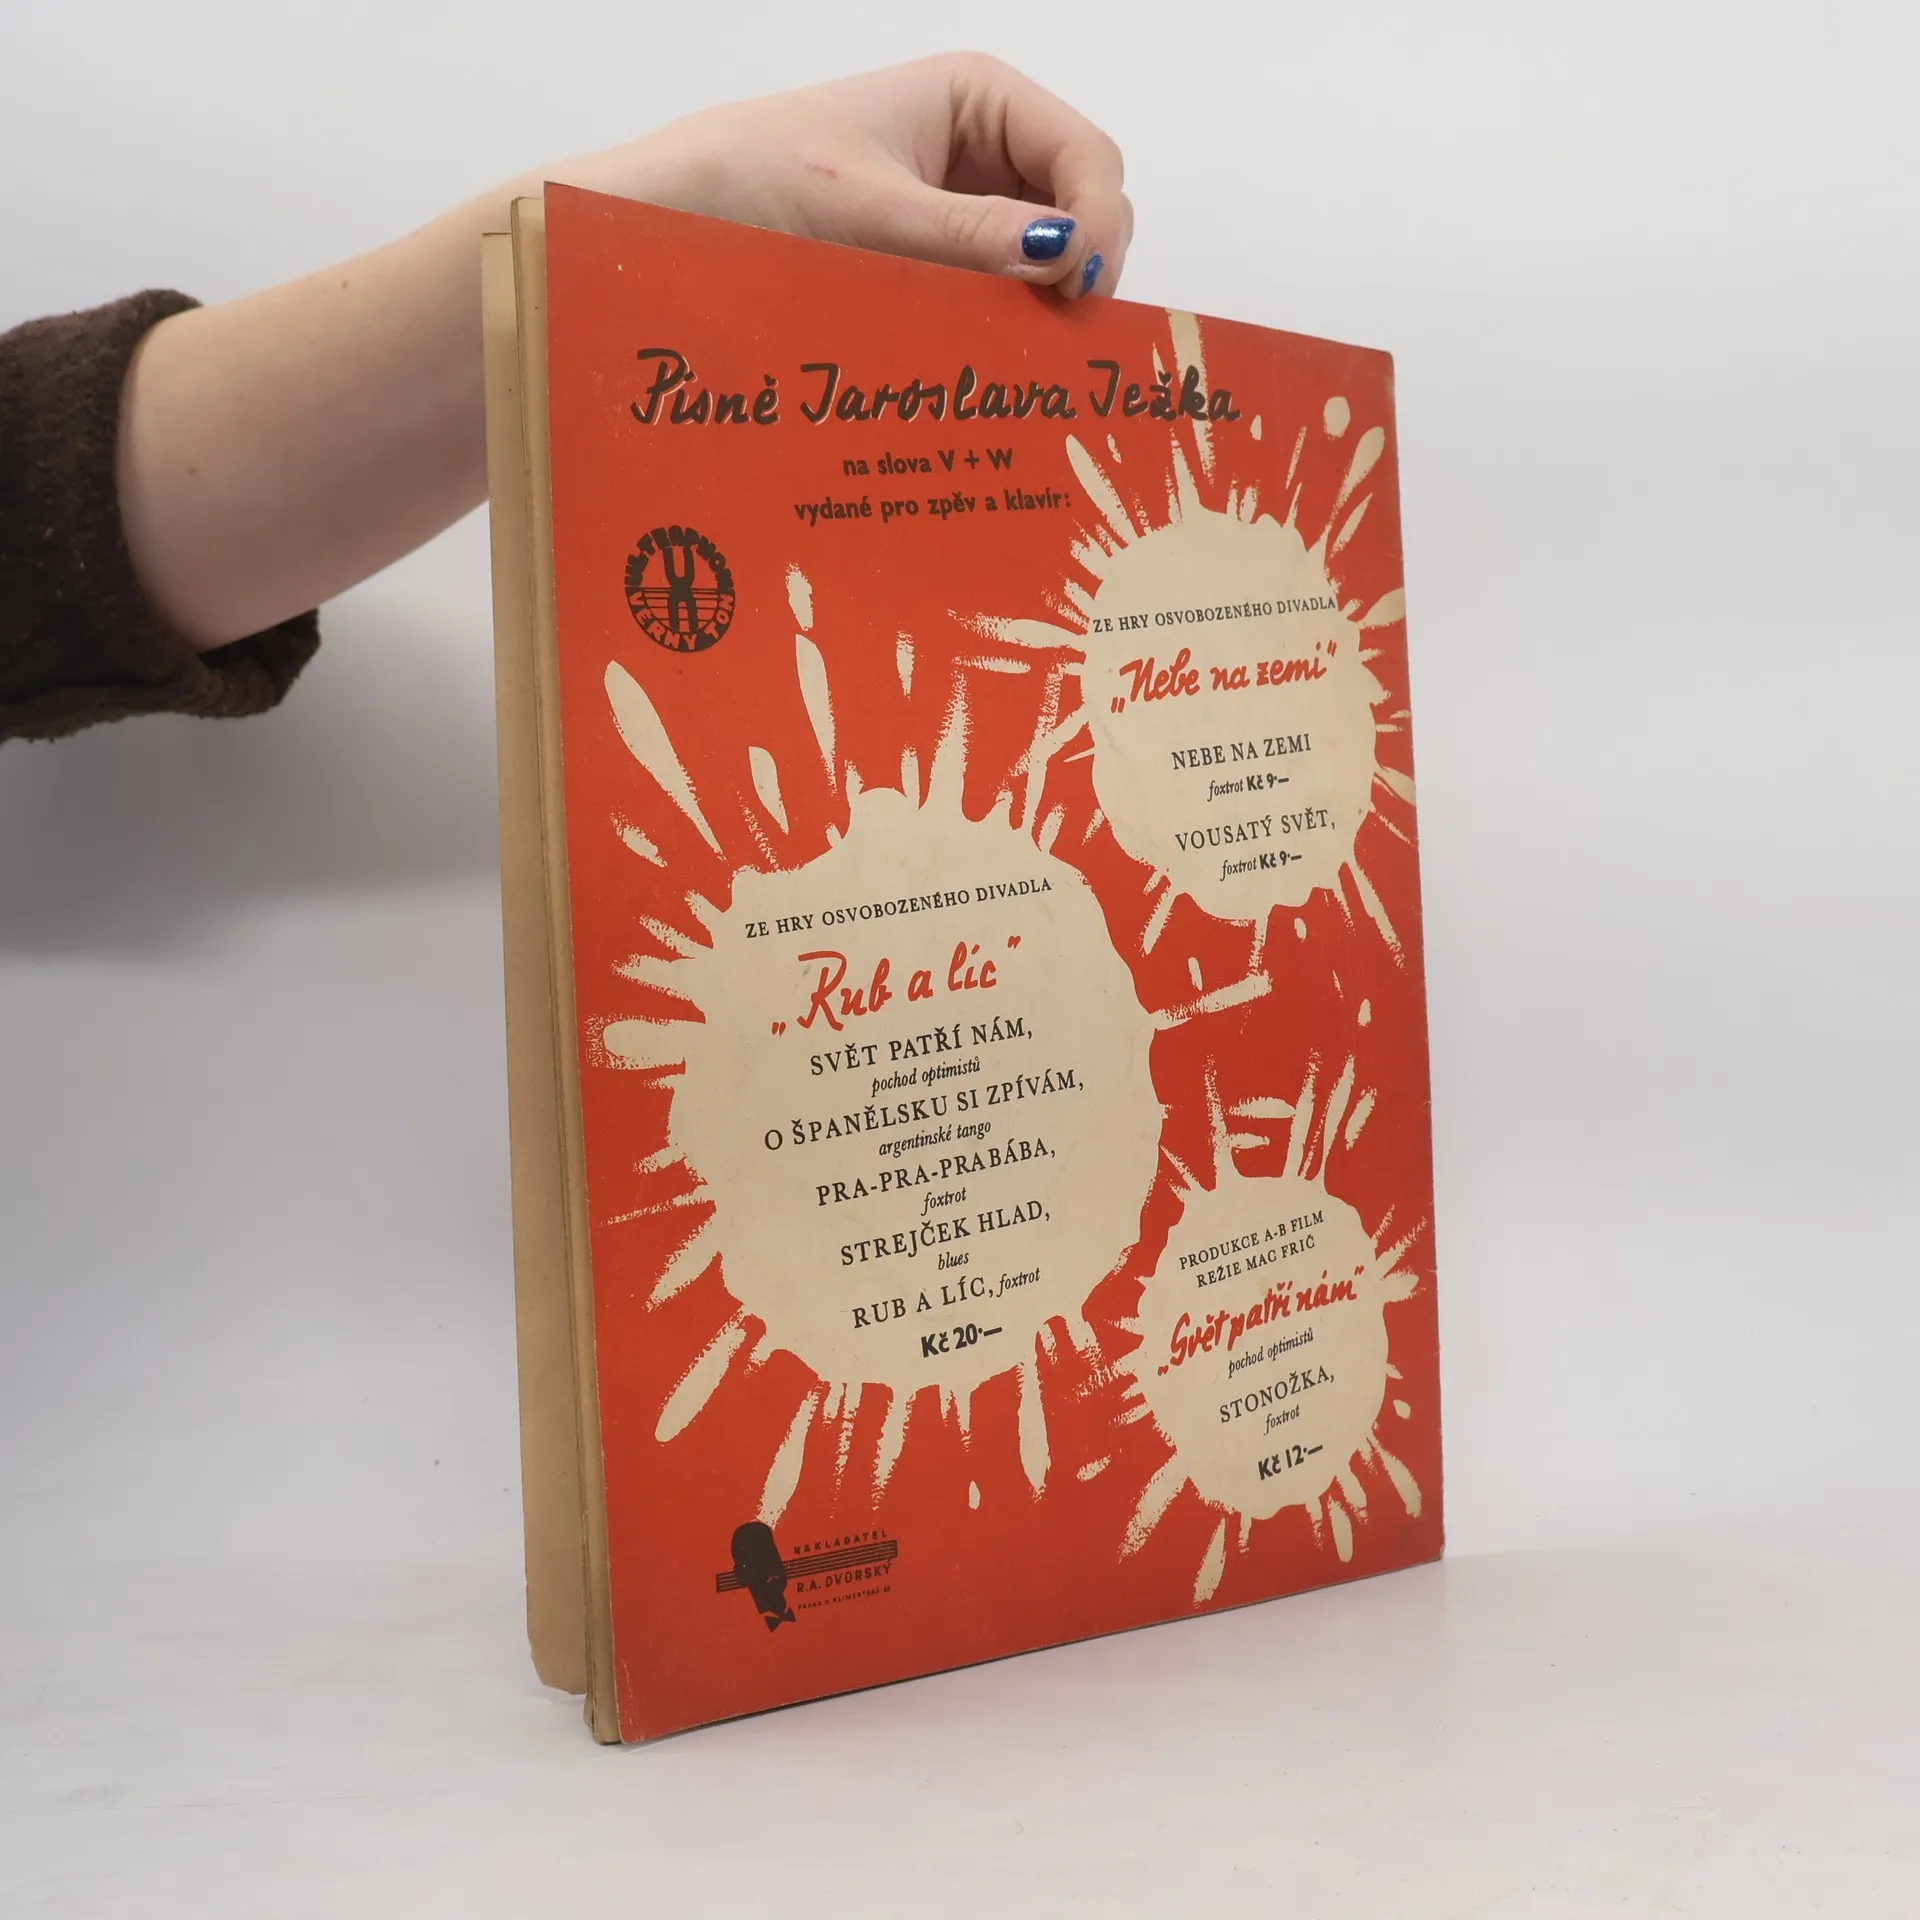 Písně Jaroslava Ježka
na slova V + W
vydané pro zpěv a klavír:
ULTRAPHON
VĚRNÝ TÓN
ZE HRY OSVOBOZENÉHO DIVADLA
„Nebe na zemi"
NEBE NA ZEMI
foxtrot Kč 9·—
VOUSATÝ SVĚT,
foxtrot Kč 9·—
ZE HRY OSVOBOZENÉHO DIVADLA
„Rub a líc"
SVĚT PATŘÍ NÁM,
pochod optimistů
O ŠPANĚLSKU SI ZPÍVÁM,
argentinské tango
PRA-PRA-PRABÁBA,
foxtrot
STREJČEK HLAD,
blues
RUB A LÍC, foxtrot
Kč 20·—
PRODUKCE A-B FILM
REŽIE MAC FRIČ
„Svět patří nám"
pochod optimistů
STONOŽKA,
foxtrot
Kč 12·—
NAKLADATEL
R.A. DVORSKÝ
PRAHA II. KLIMENTSKÁ